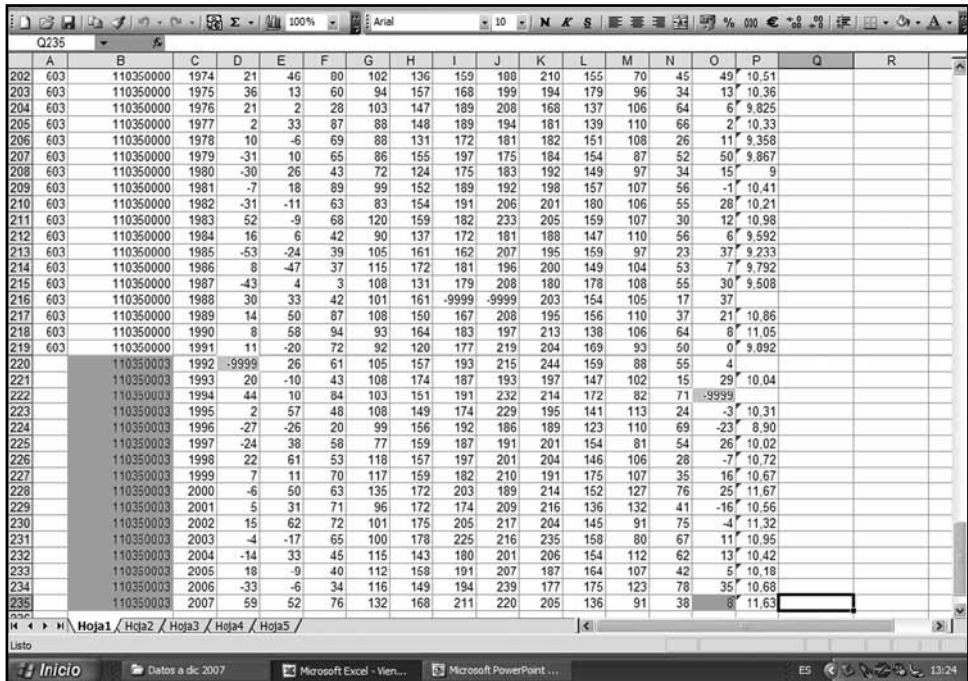 100%
Arial
10
N K S
% 000 €
Q235
fx
A B C D E F G H I J K L M N O P Q R
202 603 110350000 1974 21 46 80 102 136 159 188 210 155 70 45 49 10,51
203 603 110350000 1975 36 13 60 94 157 168 199 194 179 96 34 13 10,36
204 603 110350000 1976 21 2 28 103 147 189 208 168 137 106 64 6 9,825
205 603 110350000 1977 2 33 87 88 148 189 194 181 139 110 66 2 10,33
206 603 110350000 1978 10 -6 69 88 131 172 181 182 151 108 26 11 9,358
207 603 110350000 1979 -31 10 65 86 155 197 175 184 154 87 52 50 9,867
208 603 110350000 1980 -30 26 43 72 124 175 183 192 149 97 34 15 9
209 603 110350000 1981 -7 18 89 99 152 189 192 198 157 107 56 -1 10,41
210 603 110350000 1982 -31 -11 63 83 154 191 206 201 180 106 55 28 10,21
211 603 110350000 1983 52 -9 68 120 159 182 233 205 159 107 30 12 10,98
212 603 110350000 1984 16 6 42 90 137 172 181 188 147 110 56 6 9,592
213 603 110350000 1985 -53 -24 39 105 161 162 207 195 159 97 23 37 9,233
214 603 110350000 1986 8 -47 37 115 172 181 196 200 149 104 53 7 9,792
215 603 110350000 1987 -43 4 3 108 131 179 208 180 178 108 55 30 9,508
216 603 110350000 1988 30 33 42 101 161 -9999 -9999 203 154 105 17 37
217 603 110350000 1989 14 50 87 108 150 167 208 195 156 110 37 21 10,86
218 603 110350000 1990 8 58 94 93 164 183 197 213 138 106 64 8 11,05
219 603 110350000 1991 11 -20 72 92 120 177 219 204 169 93 50 0 9,892
220 110350003 1992 -9999 26 61 105 157 193 215 244 159 88 55 4
221 110350003 1993 20 -10 43 108 174 187 193 197 147 102 15 29 10,04
222 110350003 1994 44 10 84 103 151 191 232 214 172 82 71 -9999
223 110350003 1995 2 57 48 108 149 174 229 195 141 113 24 -3 10,31
224 110350003 1996 -27 -26 20 99 156 192 186 189 123 110 69 -23 8,90
225 110350003 1997 -24 38 58 77 159 187 191 201 154 81 54 26 10,02
226 110350003 1998 22 61 53 118 157 197 201 204 146 106 28 -7 10,72
227 110350003 1999 7 11 70 117 159 182 210 191 175 107 35 16 10,67
228 110350003 2000 -6 50 63 135 172 203 189 214 152 127 76 25 11,67
229 110350003 2001 5 31 71 96 172 174 209 216 136 132 41 -16 10,56
230 110350003 2002 15 62 72 101 175 205 217 204 145 91 75 -4 11,32
231 110350003 2003 -4 -17 65 100 178 225 216 235 158 80 67 11 10,95
232 110350003 2004 -14 33 45 115 143 180 201 206 154 112 62 13 10,42
233 110350003 2005 18 -9 40 112 158 191 207 187 164 107 42 5 10,18
234 110350003 2006 -33 -6 34 116 149 194 239 177 175 123 78 35 10,68
235 110350003 2007 59 52 76 132 168 211 220 205 136 91 38 8 11,63
Hoja1 Hoja2 Hoja3 Hoja4 Hoja5
Listo
Inicio Datos a dic 2007 Microsoft Excel - Vien... Microsoft PowerPoint ... ES 13:24